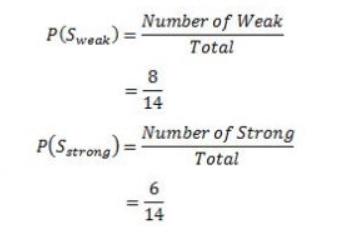 P(S_weak) = Number of Weak / Total
= 8 / 14
P(S_strong) = Number of Strong / Total
= 6 / 14